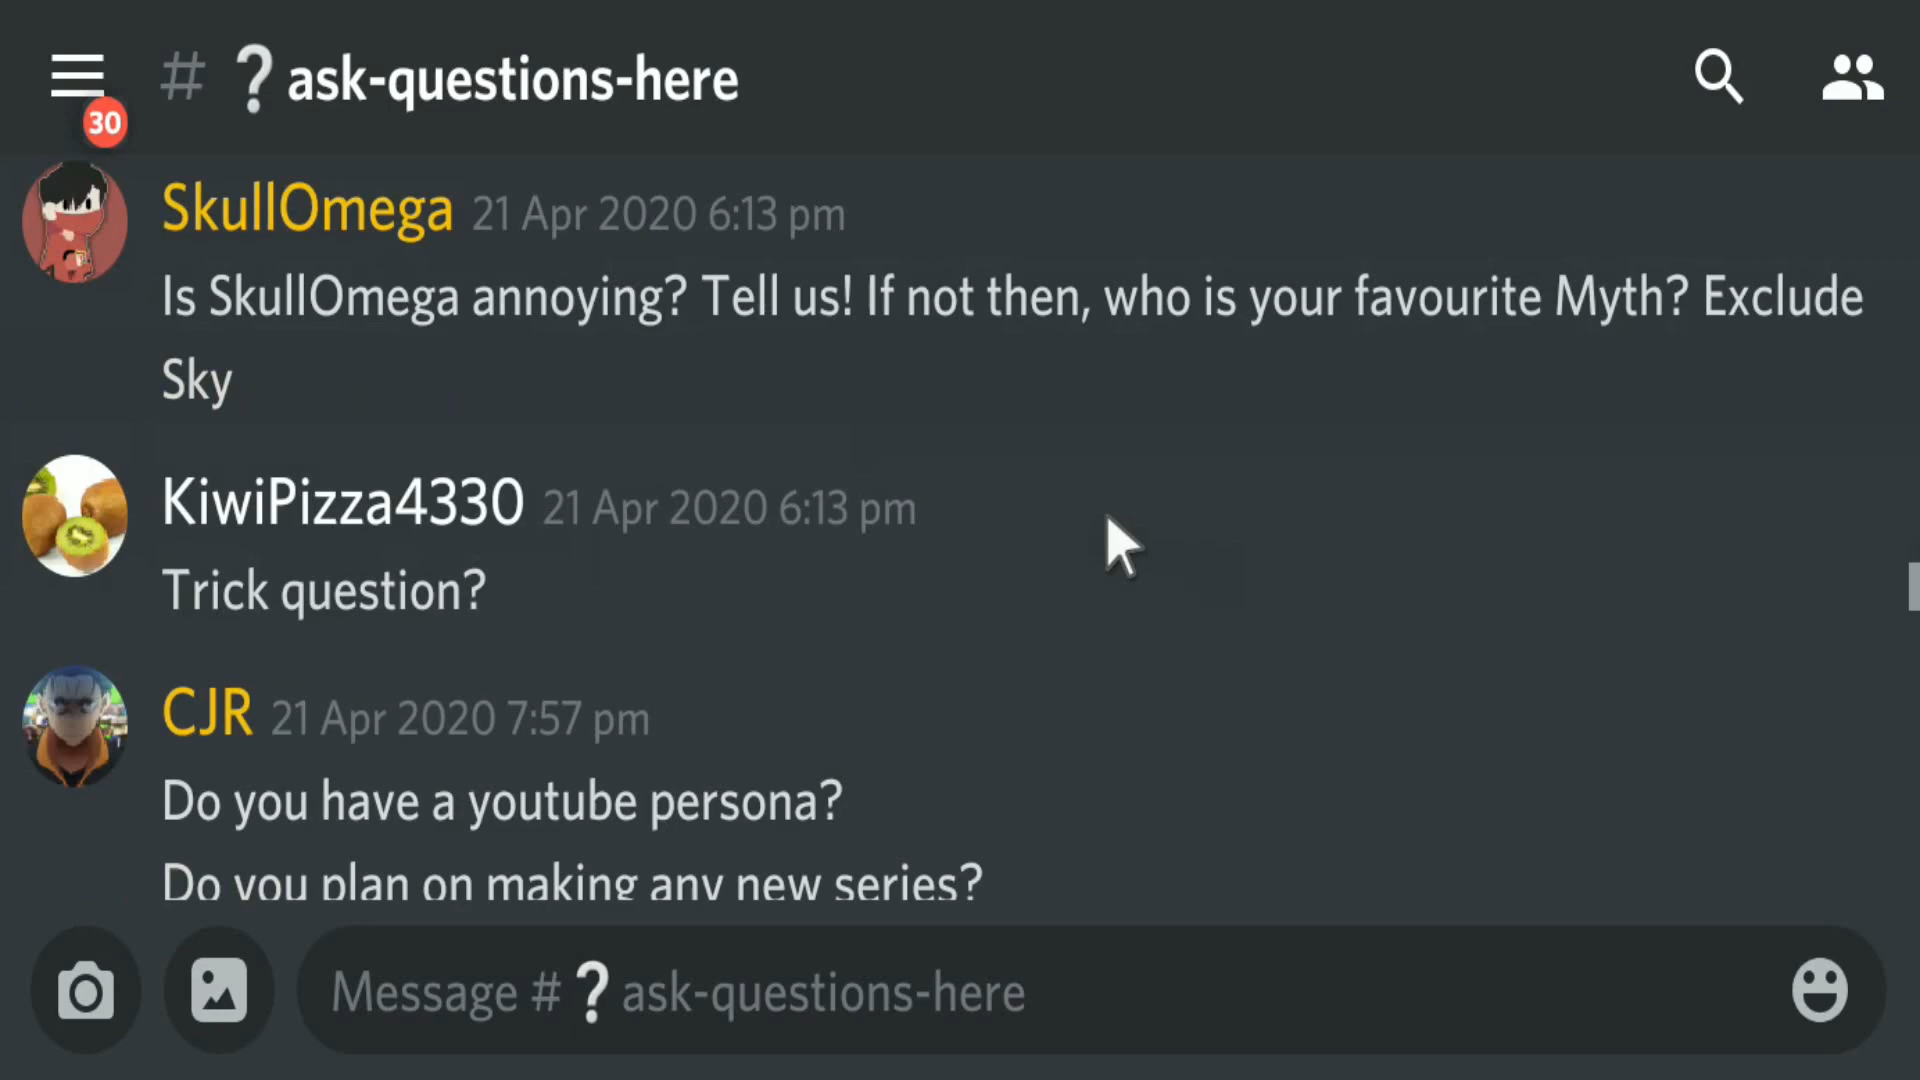 # ❔ask-questions-here
30
SkullOmega 21 Apr 2020 6:13 pm
Is SkullOmega annoying? Tell us! If not then, who is your favourite Myth? Exclude
Sky
KiwiPizza4330 21 Apr 2020 6:13 pm
Trick question?
CJR 21 Apr 2020 7:57 pm
Do you have a youtube persona?
Do you plan on making any new series?
Message #❔ask-questions-here